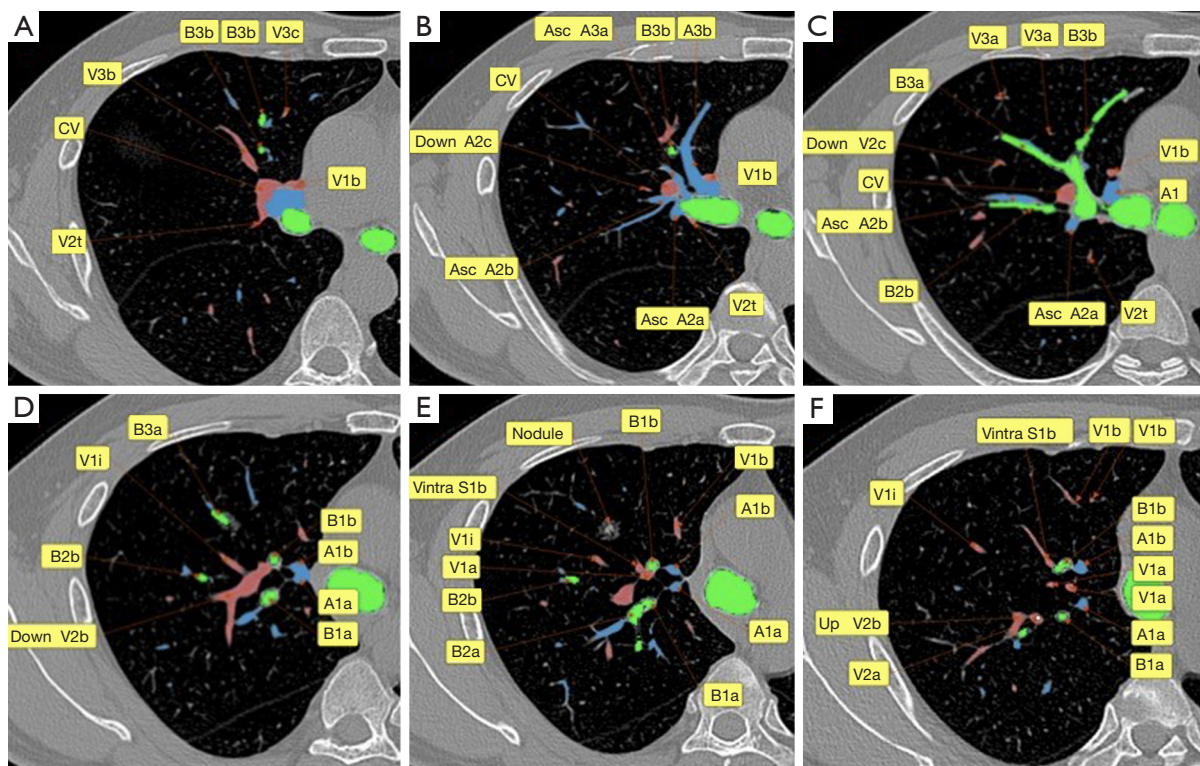 A
B3b B3b V3c
V3b
CV
V1b
V2t
B
Asc A3a B3b A3b
CV
Down A2c
V1b
Asc A2b
V2t
Asc A2a
C
V3a V3a B3b
B3a
Down V2c
V1b
CV
A1
Asc A2b
B2b
Asc A2a V2t
D
B3a
V1i
B1b
B2b
A1b
A1a
Down V2b
B1a
E
B1b
Nodule
V1b
Vintra S1b
A1b
V1i
V1a
B2b
A1a
B2a
B1a
F
Vintra S1b V1b V1b
V1i
B1b
A1b
V1a
V1a
Up V2b
A1a
B1a
V2a